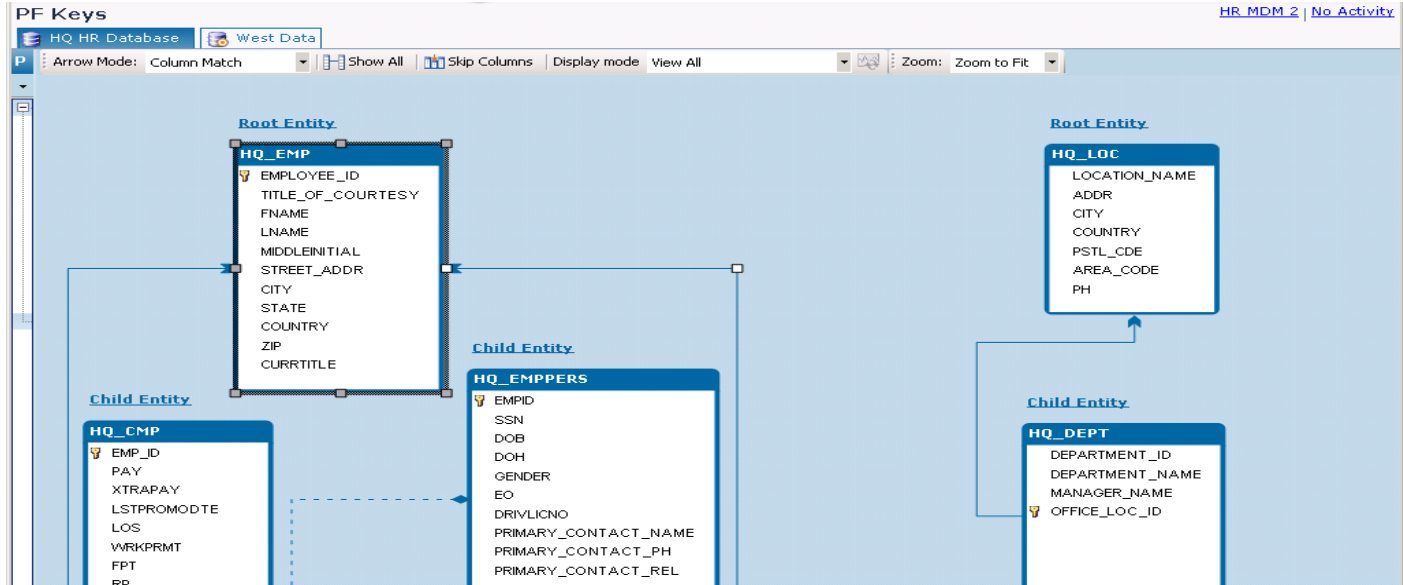 PF Keys
HR MDM 2 | No Activity
HQ HR Database
West Data
P
Arrow Mode: Column Match
Show All
Skip Columns
Display mode View All
Zoom: Zoom to Fit
Root Entity
HQ_EMP
EMPLOYEE_ID
TITLE_OF_COURTESY
FNAME
LNAME
MIDDLEINITIAL
STREET_ADDR
CITY
STATE
COUNTRY
ZIP
CURRTITLE
Root Entity
HQ_LOC
LOCATION_NAME
ADDR
CITY
COUNTRY
PSTL_CDE
AREA_CODE
PH
Child Entity
HQ_EMPPERS
EMPID
SSN
DOB
DOH
GENDER
EO
DRIVLICNO
PRIMARY_CONTACT_NAME
PRIMARY_CONTACT_PH
PRIMARY_CONTACT_REL
Child Entity
HQ_CMP
EMP_ID
PAY
XTRAPAY
LSTPROMODTE
LOS
WRKPRMT
FPT
Child Entity
HQ_DEPT
DEPARTMENT_ID
DEPARTMENT_NAME
MANAGER_NAME
OFFICE_LOC_ID